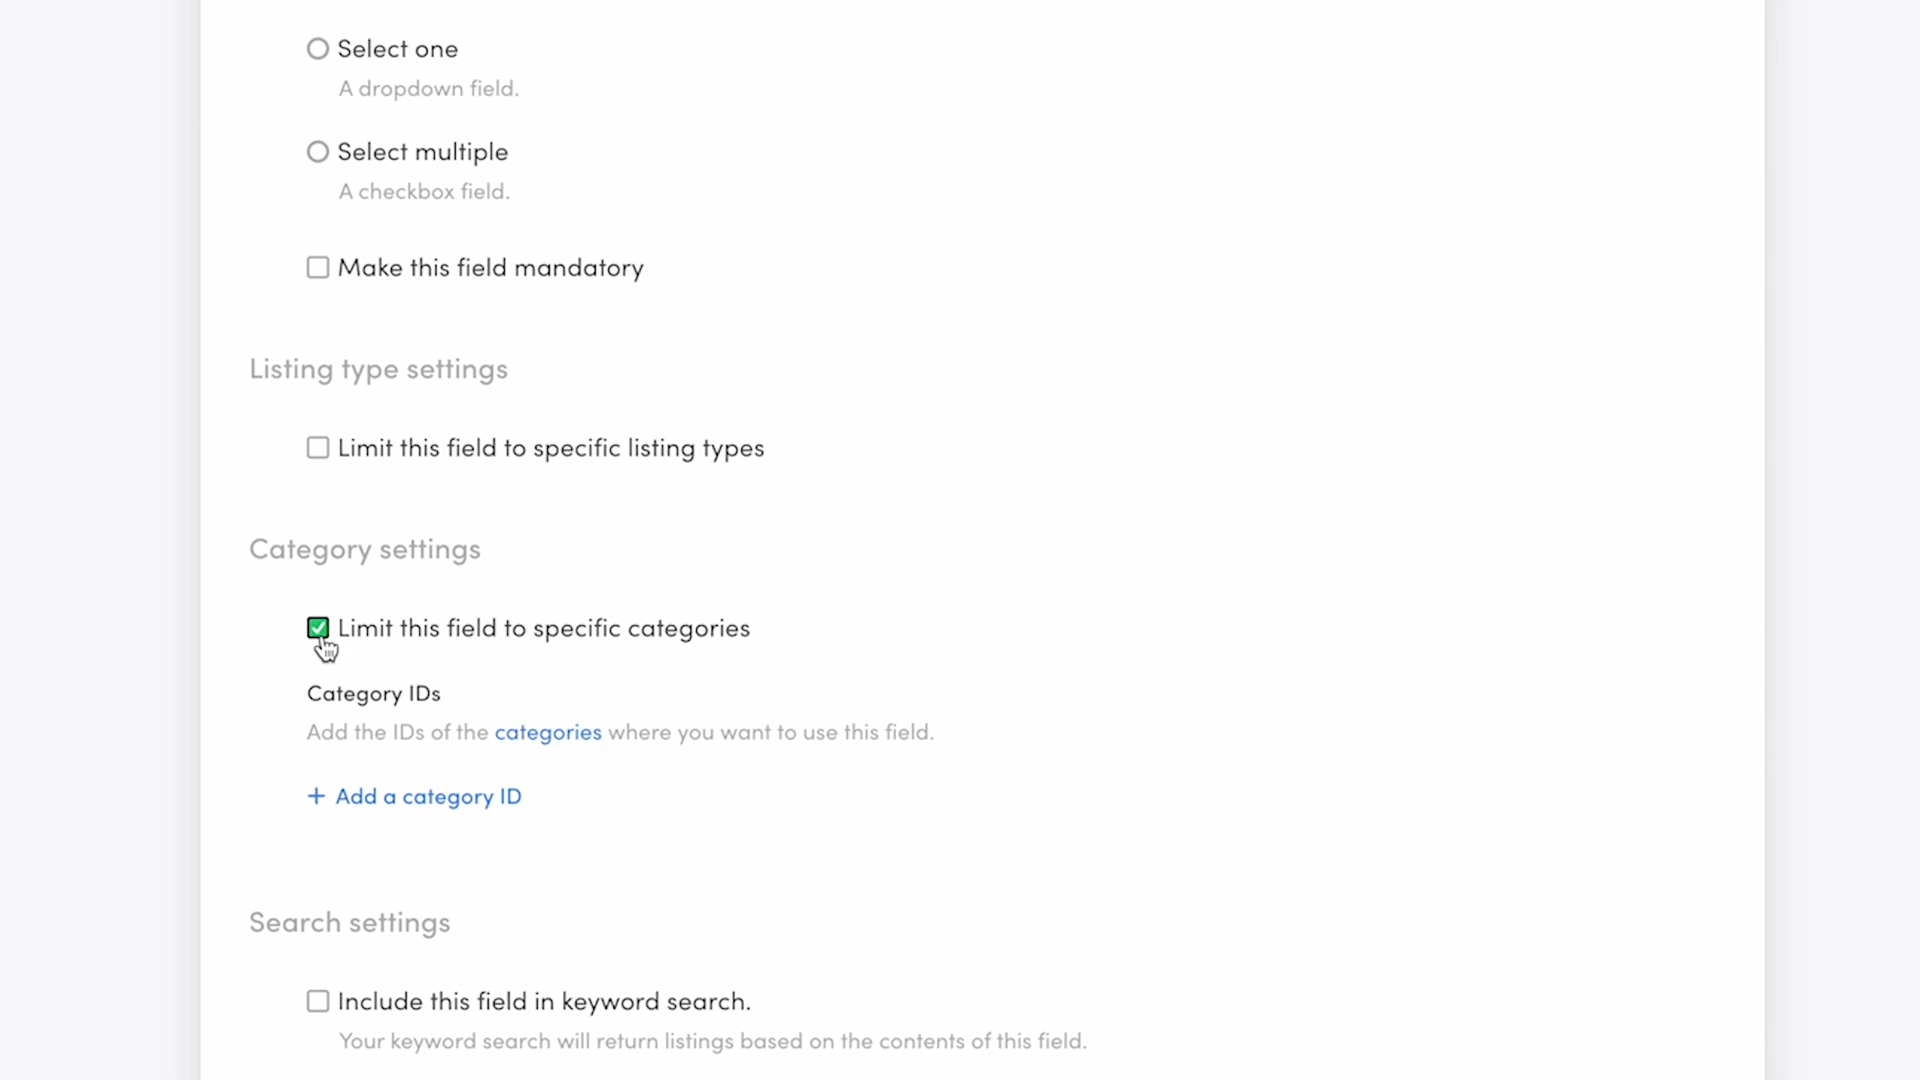 Select one
A dropdown field.
Select multiple
A checkbox field.
Make this field mandatory
Listing type settings
Limit this field to specific listing types
Category settings
Limit this field to specific categories
Category IDs
Add the IDs of the categories where you want to use this field.
+ Add a category ID
Search settings
Include this field in keyword search.
Your keyword search will return listings based on the contents of this field.